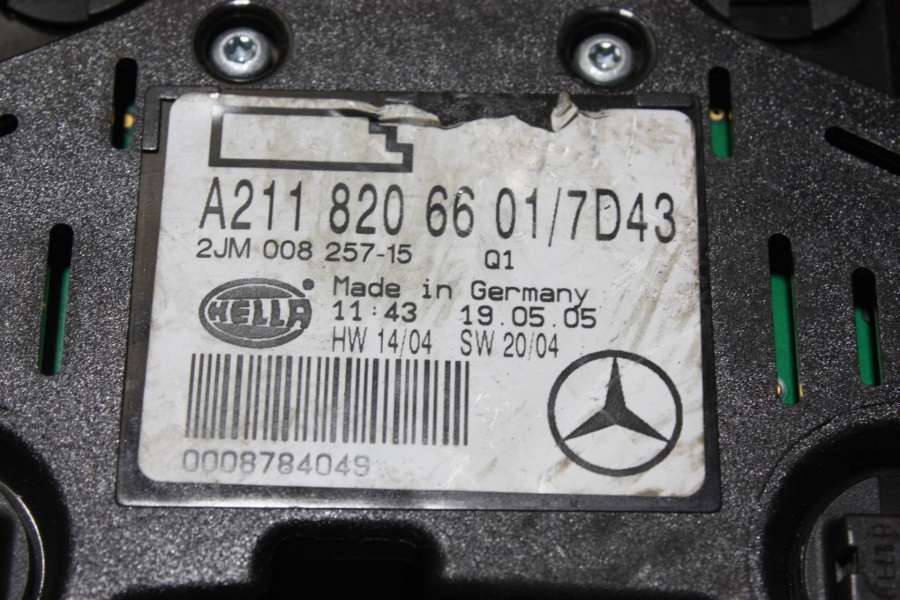 A211 820 66 01/7D43
2JM 008 257-15 Q1
HELLA
Made in Germany
11:43 19.05.05
HW 14/04 SW 20/04
0008784049